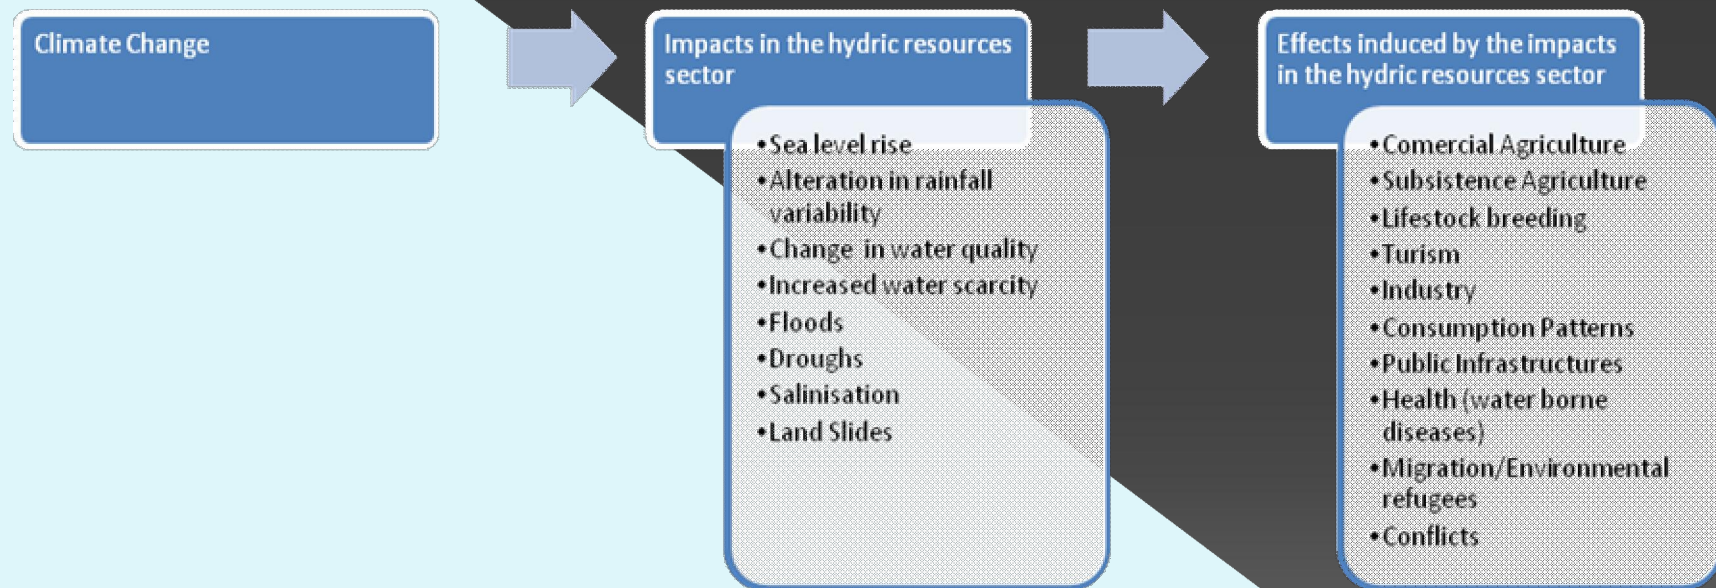 Climate Change
Impacts in the hydric resources
sector
•Sea level rise
•Alteration in rainfall
variability
•Change in water quality
•Increased water scarcity
•Floods
•Droughs
•Salinisation
•Land Slides
Effects induced by the impacts
in the hydric resources sector
•Comercial Agriculture
•Subsistence Agriculture
•Lifestock breeding
•Turism
•Industry
•Consumption Patterns
•Public Infrastructures
•Health (water borne
diseases)
•Migration/Environmental
refugees
•Conflicts